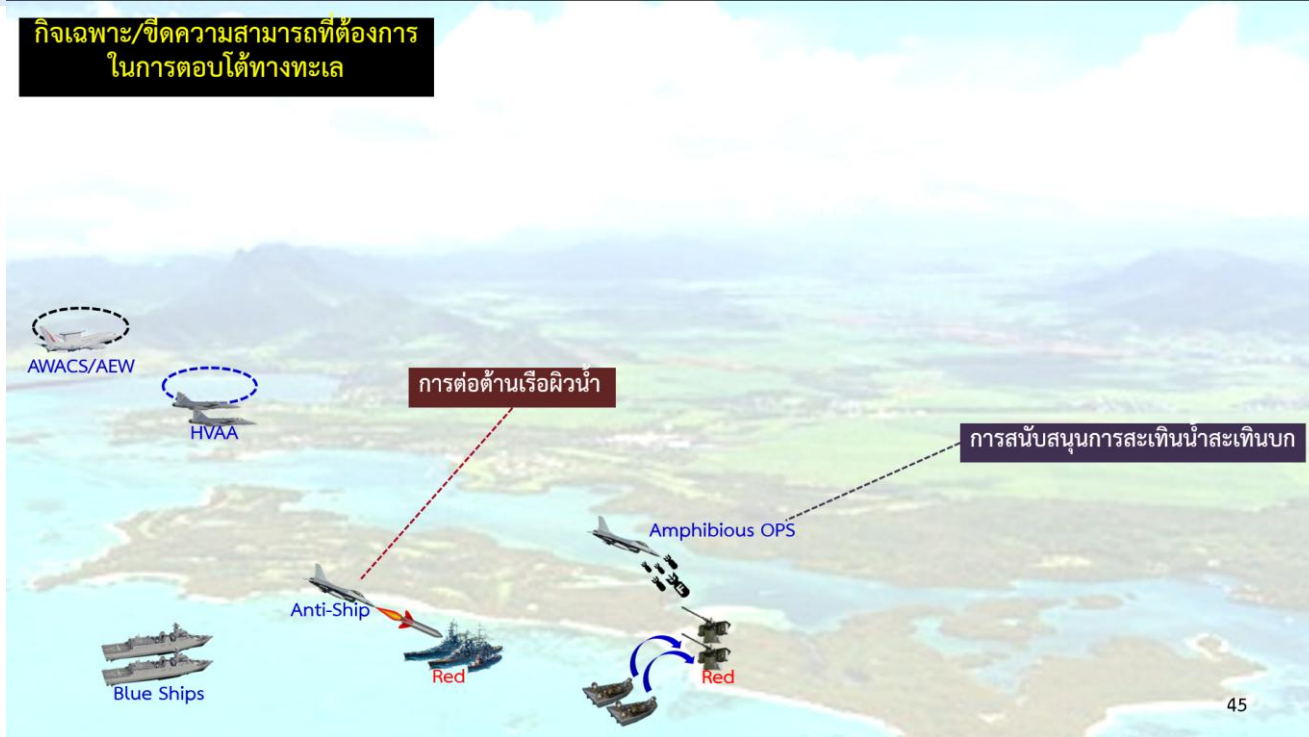 กิจเฉพาะ/ขีดความสามารถที่ต้องการ
ในการตอบโต้ทางทะเล
AWACS/AEW
HVAA
การต่อต้านเรือผิวน้ำ
การสนับสนุนการสะเทินน้ำสะเทินบก
Amphibious OPS
Anti-Ship
Blue Ships
Red
Red
45